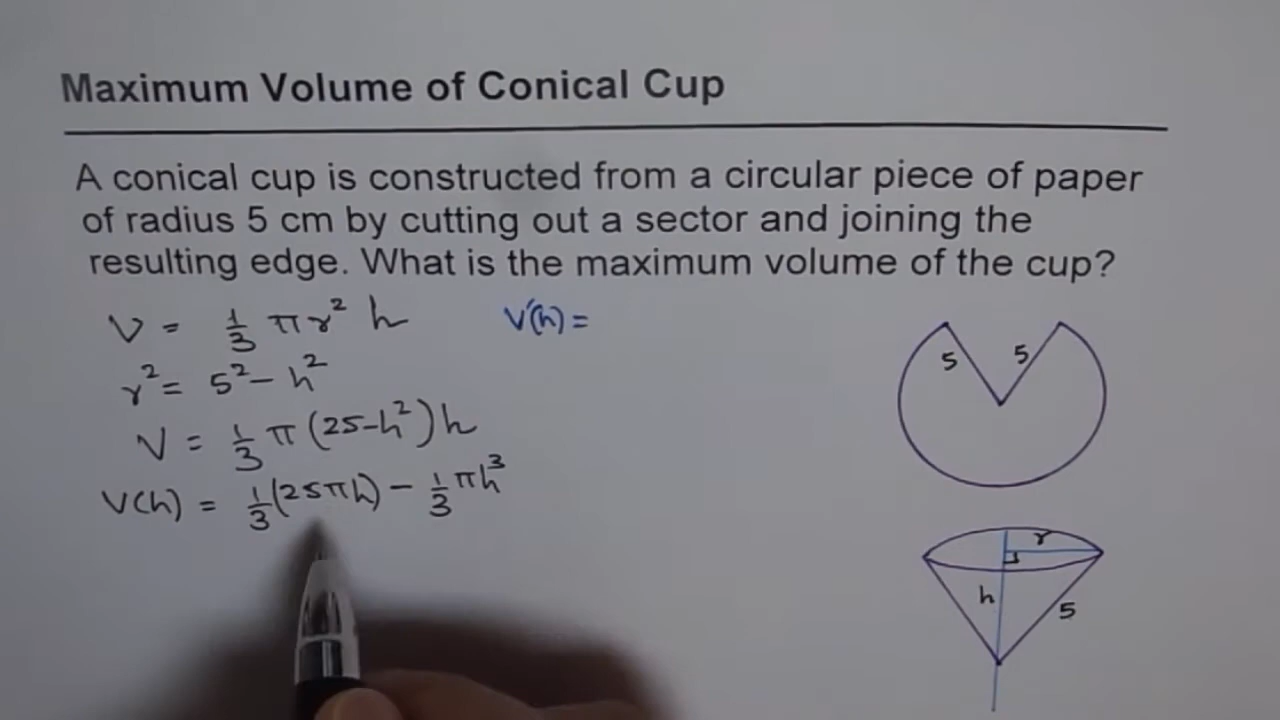 Maximum Volume of Conical Cup
A conical cup is constructed from a circular piece of paper
of radius 5 cm by cutting out a sector and joining the
resulting edge. What is the maximum volume of the cup?
V = 1/3 πr² h
r² = 5² - h²
V = 1/3 π (25-h²) h
V(h) = 1/3 (25πh) - 1/3 πh³
V'(h) =
5 5
r
h
5